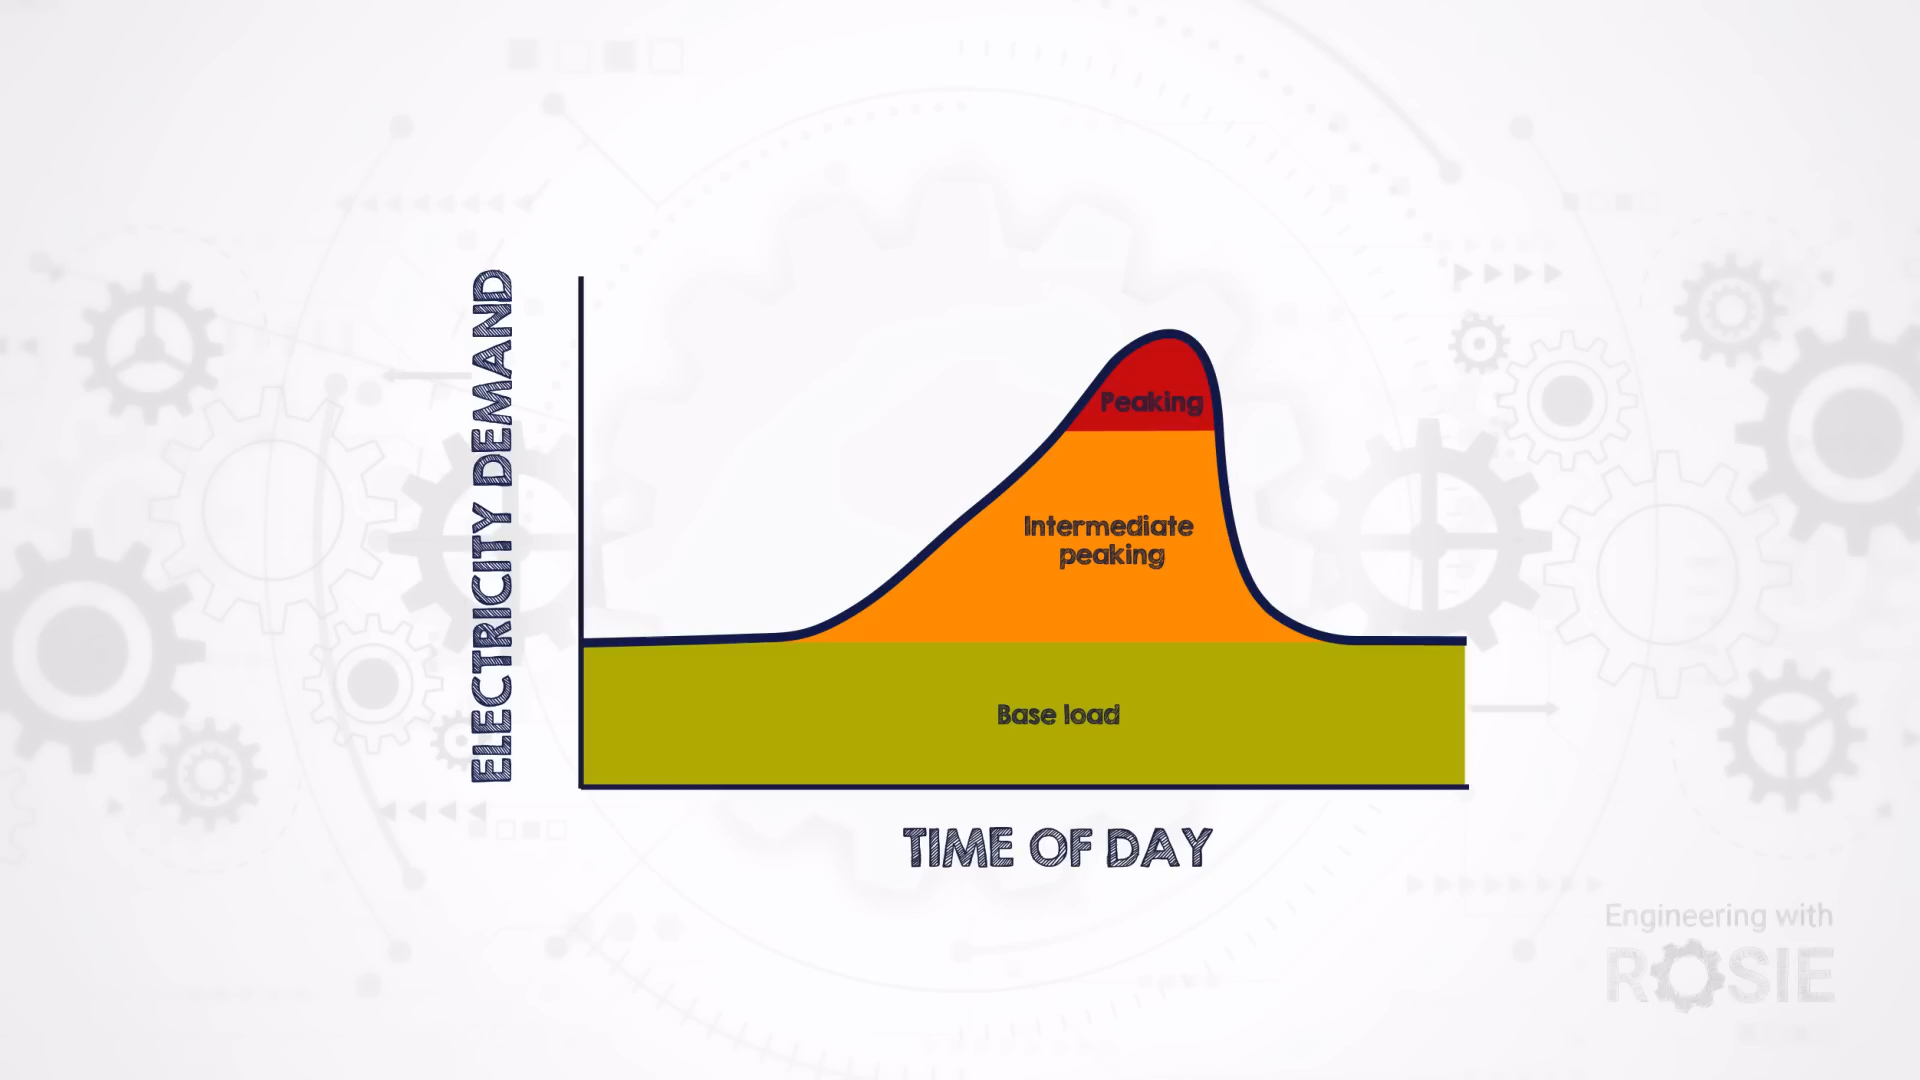 ELECTRICITY DEMAND
Peaking
Intermediate
peaking
Base load
TIME OF DAY
Engineering with
ROSIE